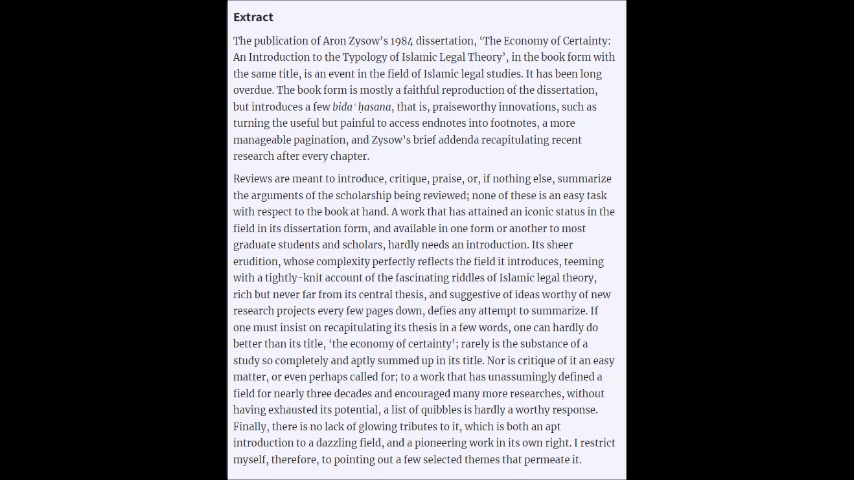 Extract
The publication of Aron Zysow’s 1984 dissertation, ‘The Economy of Certainty:
An Introduction to the Typology of Islamic Legal Theory’, in the book form with
the same title, is an event in the field of Islamic legal studies. It has been long
overdue. The book form is mostly a faithful reproduction of the dissertation,
but introduces a few bidaʿ ḥasana, that is, praiseworthy innovations, such as
turning the useful but painful to access endnotes into footnotes, a more
manageable pagination, and Zysow’s brief addenda recapitulating recent
research after every chapter.
Reviews are meant to introduce, critique, praise, or, if nothing else, summarize
the arguments of the scholarship being reviewed; none of these is an easy task
with respect to the book at hand. A work that has attained an iconic status in the
field in its dissertation form, and available in one form or another to most
graduate students and scholars, hardly needs an introduction. Its sheer
erudition, whose complexity perfectly reflects the field it introduces, teeming
with a tightly-knit account of the fascinating riddles of Islamic legal theory,
rich but never far from its central thesis, and suggestive of ideas worthy of new
research projects every few pages down, defies any attempt to summarize. If
one must insist on recapitulating its thesis in a few words, one can hardly do
better than its title, ‘the economy of certainty’; rarely is the substance of a
study so completely and aptly summed up in its title. Nor is critique of it an easy
matter, or even perhaps called for; to a work that has unassumingly defined a
field for nearly three decades and encouraged many more researches, without
having exhausted its potential, a list of quibbles is hardly a worthy response.
Finally, there is no lack of glowing tributes to it, which is both an apt
introduction to a dazzling field, and a pioneering work in its own right. I restrict
myself, therefore, to pointing out a few selected themes that permeate it.